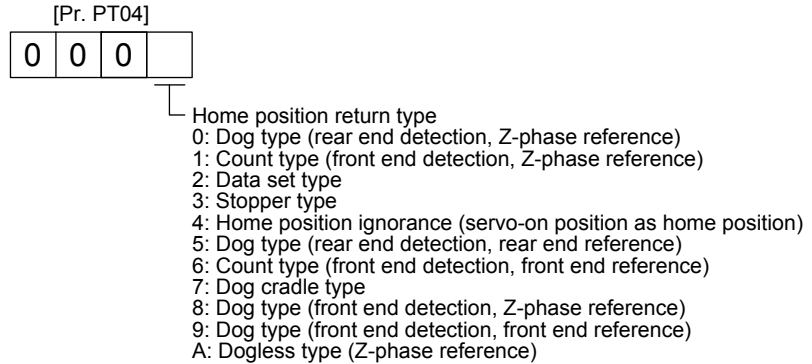 [Pr. PT04]
0 0 0
Home position return type
0: Dog type (rear end detection, Z-phase reference)
1: Count type (front end detection, Z-phase reference)
2: Data set type
3: Stopper type
4: Home position ignorance (servo-on position as home position)
5: Dog type (rear end detection, rear end reference)
6: Count type (front end detection, front end reference)
7: Dog cradle type
8: Dog type (front end detection, Z-phase reference)
9: Dog type (front end detection, front end reference)
A: Dogless type (Z-phase reference)